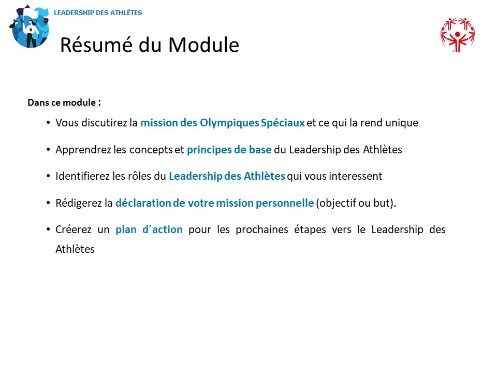 LEADERSHIP DES ATHLÈTES
Résumé du Module
Dans ce module :
• Vous discutirez la mission des Olympiques Spéciaux et ce qui la rend unique
• Apprendrez les concepts et principes de base du Leadership des Athlètes
• Identifierez les rôles du Leadership des Athlètes qui vous interessent
• Rédigerez la déclaration de votre mission personnelle (objectif ou but).
• Créerez un plan d´action pour les prochaines étapes vers le Leadership des
Athlètes